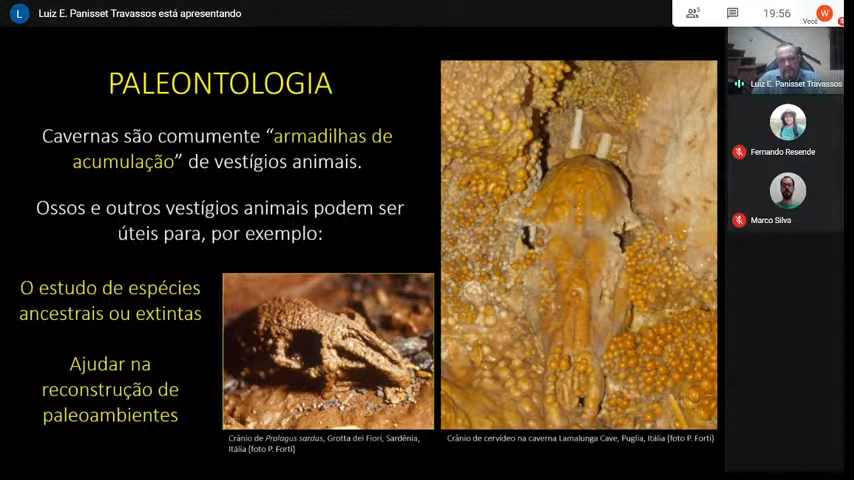 L
Luiz E. Panisset Travassos está apresentando
5
19:56
W
Você
PALEONTOLOGIA
Cavernas são comumente “armadilhas de
acumulação” de vestígios animais.
Ossos e outros vestígios animais podem ser
úteis para, por exemplo:
O estudo de espécies
ancestrais ou extintas
Ajudar na
reconstrução de
paleoambientes
Crânio de Prolagus sardus, Grotta dei Fiori, Sardênia,
Itália (foto P. Forti)
Crânio de cervídeo na caverna Lamalunga Cave, Puglia, Itália (foto P. Forti)
Luiz E. Panisset Travassos
Fernando Resende
Marco Silva